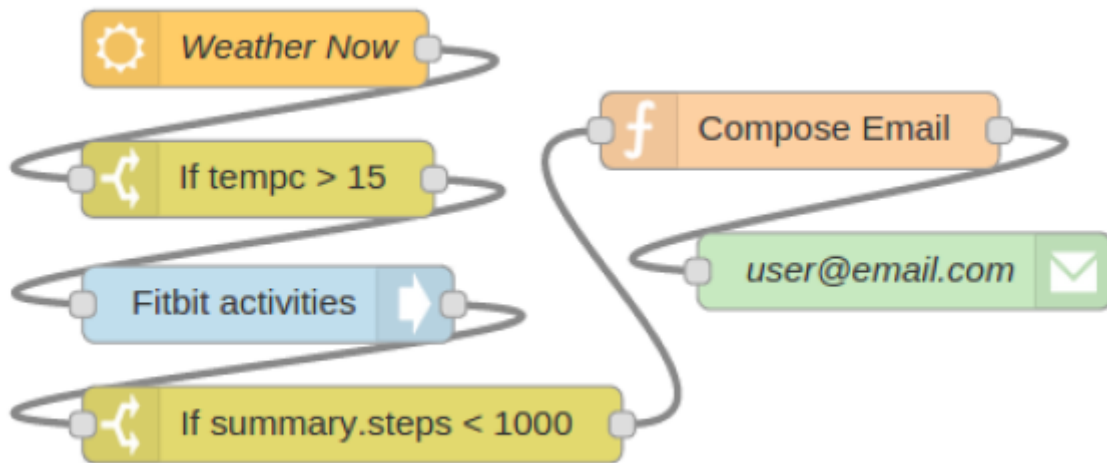 Weather Now
If tempc > 15
Fitbit activities
If summary.steps < 1000
Compose Email
user@email.com